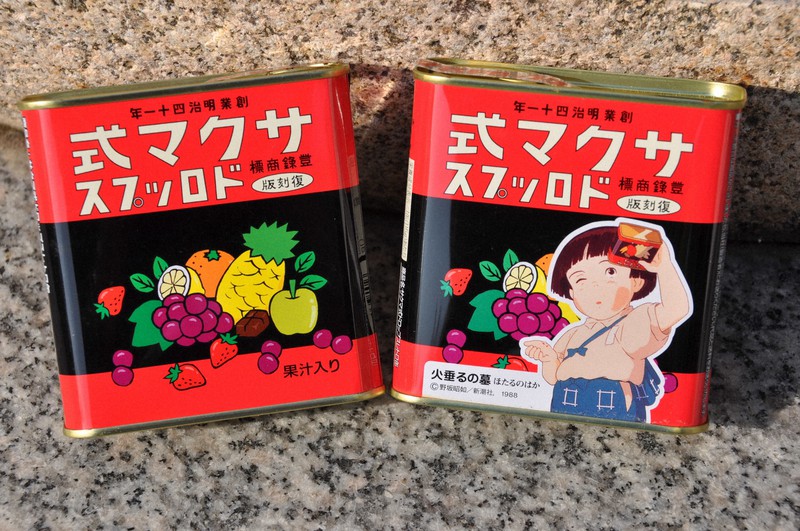 創業明治四十一年
サクマ式
登錄商標
ドロップス
復刻版
果汁入り
創業明治四十一年
サクマ式
登錄商標
ドロップス
復刻版
火垂るの墓 ほたるのはか
©野坂昭如／新潮社, 1988